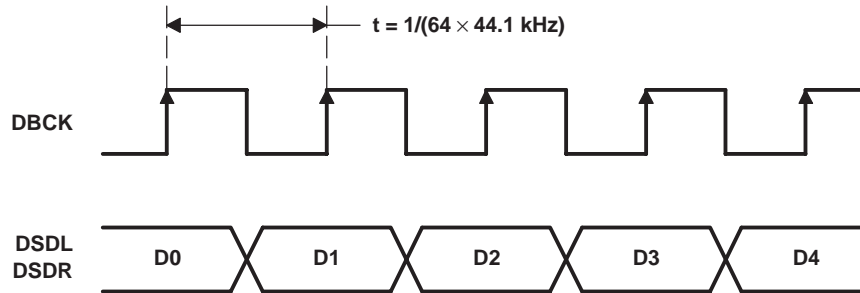 t = 1/(64 × 44.1 kHz)
DBCK
DSDL
DSDR
D0 D1 D2 D3 D4